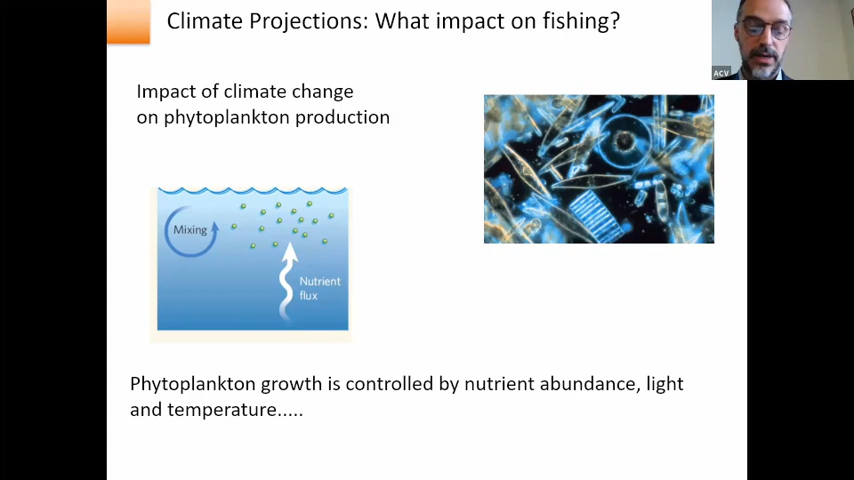 Climate Projections: What impact on fishing?
ACV
Impact of climate change
on phytoplankton production
Mixing
Nutrient
flux
Phytoplankton growth is controlled by nutrient abundance, light
and temperature.....